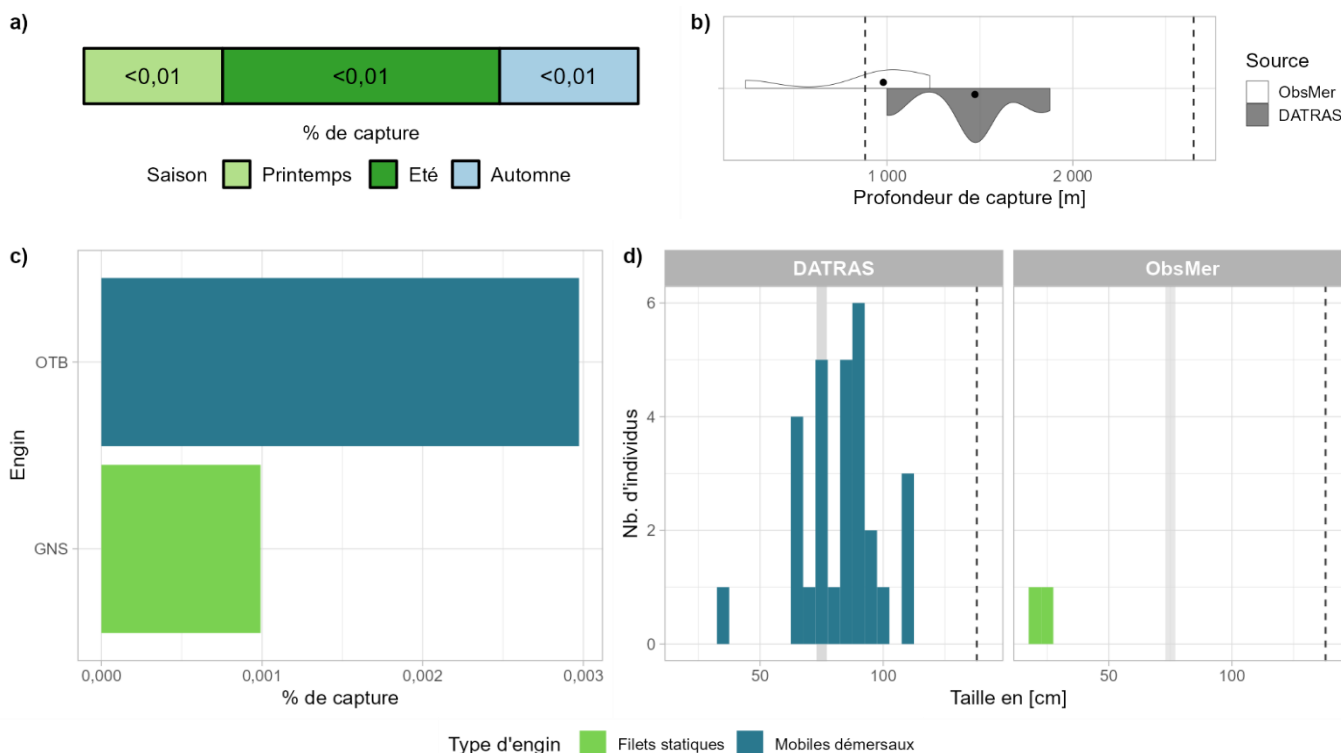 a)
<0,01 <0,01 <0,01
% de capture
Saison Printemps Eté Automne
b)
1 000 2 000
Profondeur de capture [m]
Source
ObsMer
DATRAS
c)
Engin
OTB
GNS
0,000 0,001 0,002 0,003
% de capture
d)
DATRAS ObsMer
Nb. d'individus
6
4
2
0
50 100 50 100
Taille en [cm]
Type d'engin Filets statiques Mobiles démersaux